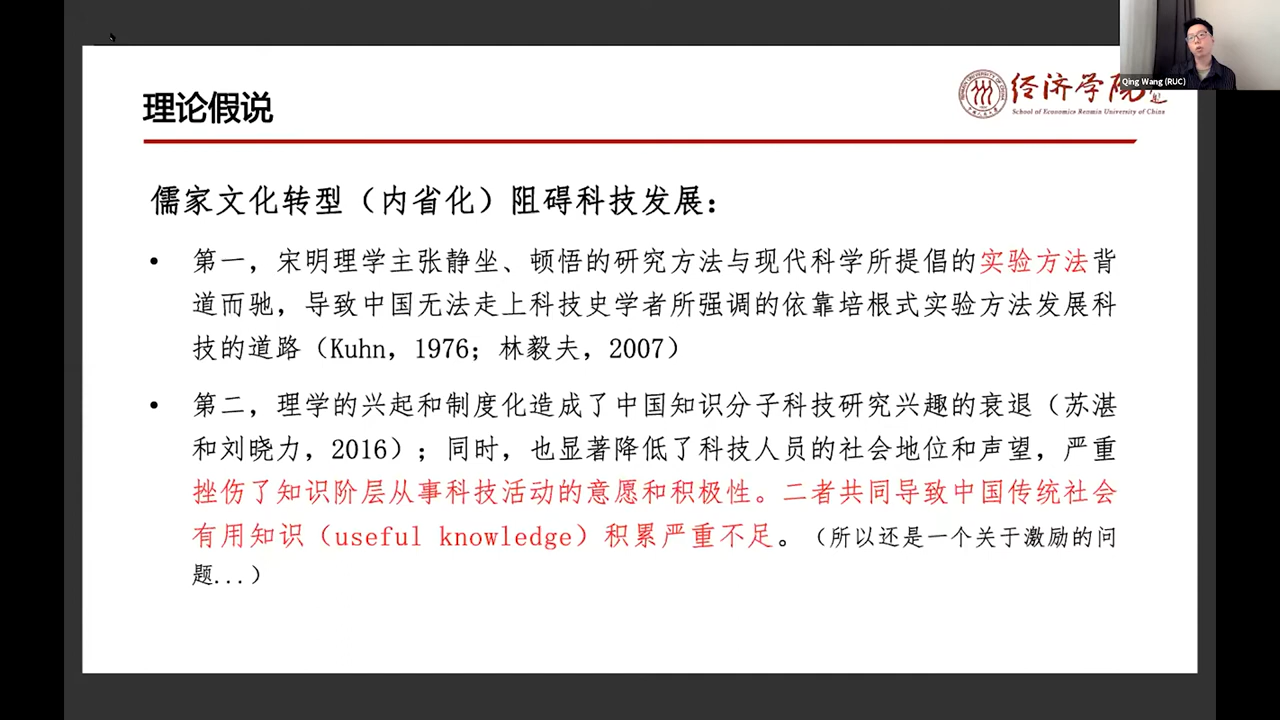 Qing Wang (RUC)
理论假说
经济学院
School of Economics Renmin University of China
儒家文化转型（内省化）阻碍科技发展：
• 第一，宋明理学主张静坐、顿悟的研究方法与现代科学所提倡的实验方法背
道而驰，导致中国无法走上科技史学者所强调的依靠培根式实验方法发展科
技的道路（Kuhn，1976；林毅夫，2007）
• 第二，理学的兴起和制度化造成了中国知识分子科技研究兴趣的衰退（苏湛
和刘晓力，2016）；同时，也显著降低了科技人员的社会地位和声望，严重
挫伤了知识阶层从事科技活动的意愿和积极性。二者共同导致中国传统社会
有用知识（useful knowledge）积累严重不足。（所以还是一个关于激励的问
题...）